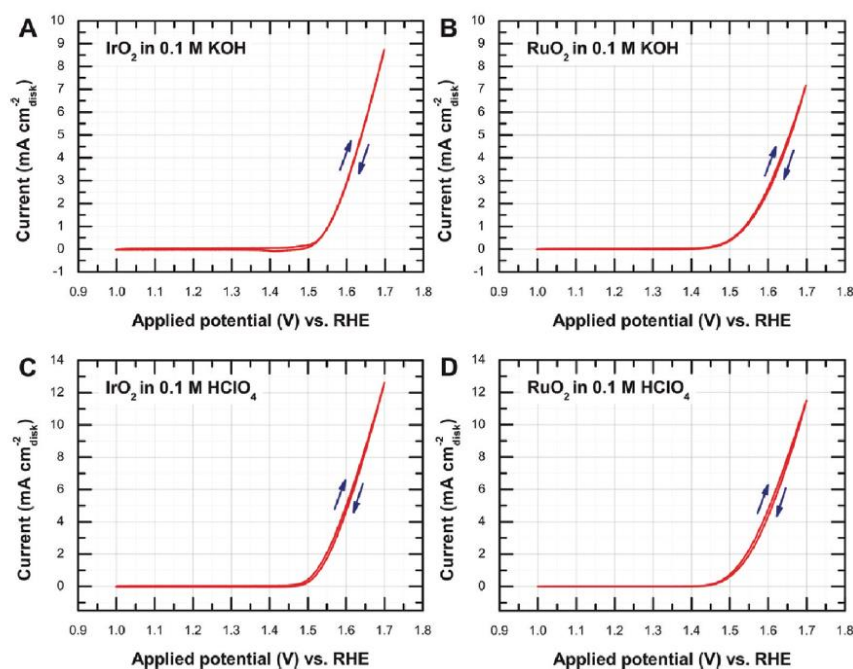 A
IrO₂ in 0.1 M KOH
Current (mA cm⁻²disk)
10
9
8
7
6
5
4
3
2
1
0
-1
0.9 1.0 1.1 1.2 1.3 1.4 1.5 1.6 1.7 1.8
Applied potential (V) vs. RHE
B
RuO₂ in 0.1 M KOH
Current (mA cm⁻²disk)
10
9
8
7
6
5
4
3
2
1
0
-1
0.9 1.0 1.1 1.2 1.3 1.4 1.5 1.6 1.7 1.8
Applied potential (V) vs. RHE
C
IrO₂ in 0.1 M HClO₄
Current (mA cm⁻²disk)
14
12
10
8
6
4
2
0
0.9 1.0 1.1 1.2 1.3 1.4 1.5 1.6 1.7 1.8
Applied potential (V) vs. RHE
D
RuO₂ in 0.1 M HClO₄
Current (mA cm⁻²disk)
14
12
10
8
6
4
2
0
0.9 1.0 1.1 1.2 1.3 1.4 1.5 1.6 1.7 1.8
Applied potential (V) vs. RHE